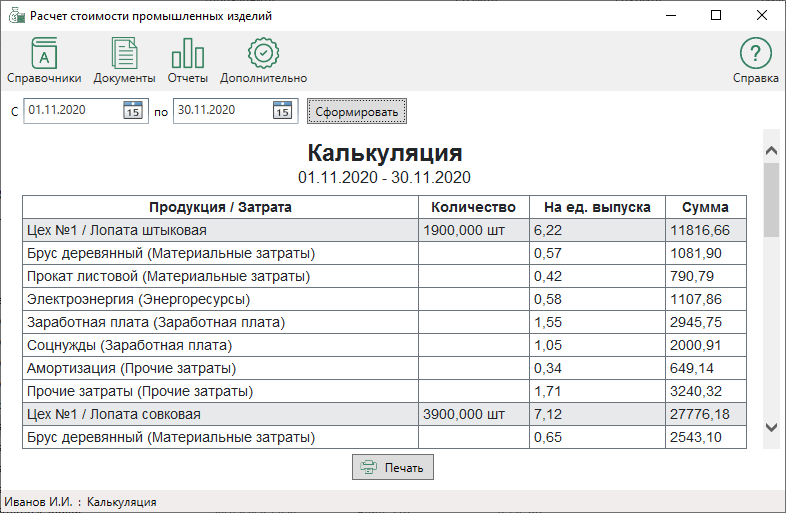 Расчет стоимости промышленных изделий
Справочники Документы Отчеты Дополнительно Справка
С 01.11.2020 15 по 30.11.2020 15 Сформировать
Калькуляция
01.11.2020 - 30.11.2020
Продукция / Затрата Количество На ед. выпуска Сумма
Цех №1 / Лопата штыковая 1900,000 шт 6,22 11816,66
Брус деревянный (Материальные затраты) 0,57 1081,90
Прокат листовой (Материальные затраты) 0,42 790,79
Электроэнергия (Энергоресурсы) 0,58 1107,86
Заработная плата (Заработная плата) 1,55 2945,75
Соцнужды (Заработная плата) 1,05 2000,91
Амортизация (Прочие затраты) 0,34 649,14
Прочие затраты (Прочие затраты) 1,71 3240,32
Цех №1 / Лопата совковая 3900,000 шт 7,12 27776,18
Брус деревянный (Материальные затраты) 0,65 2543,10
Печать
Иванов И.И. : Калькуляция